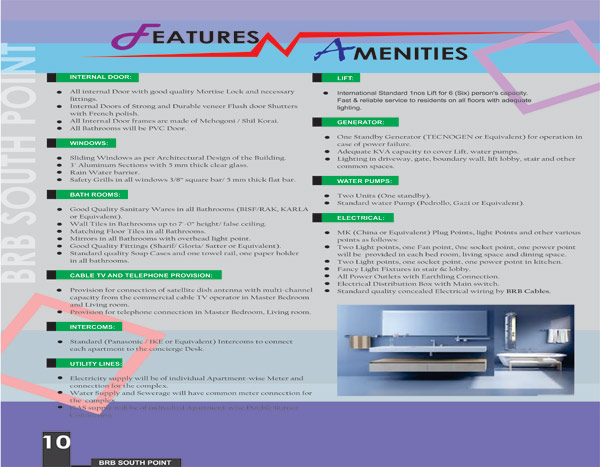 FEATURES N AMENITIES
BRB SOUTH POINT
INTERNAL DOOR:
All internal Door with good quality Mortise Lock and necessary
fittings.
Internal Doors of Strong and Durable veneer Flush door Shutters
with French polish.
All Internal Door frames are made of Mehogoni / Shil Korai.
All Bathrooms will be PVC Door.
WINDOWS:
Sliding Windows as per Architectural Design of the Building.
3" Aluminum Sections with 5 mm thick clear glass.
Rain Water barrier.
Safety Grills in all windows 3/8" square bar/ 3 mm thick flat bar.
BATH ROOMS:
Good Quality Sanitary Wares in all Bathrooms (BISF/RAK, KARLA
or Equivalent).
Wall Tiles in Bathrooms up to 7'-0" height/ false ceiling.
Matching Floor Tiles in all Bathrooms.
Mirrors in all Bathrooms with overhead light point.
Good Quality Fittings (Sharif/ Gloria/ Sattar or Equivalent).
Standard quality Soap Cases and one towel rail, one paper holder
in all bathrooms.
CABLE TV AND TELEPHONE PROVISION:
Provision for connection of satellite dish antenna with multi-channel
capacity from the commercial cable TV operator in Master Bedroom
and Living room.
Provision for telephone connection in Master Bedroom, Living room.
INTERCOMS:
Standard (Panasonic / IKE or Equivalent) Intercoms to connect
each apartment to the concierge Desk.
UTILITY LINES:
Electricity supply will be of individual Apartment-wise Meter and
connection for the complex.
Water Supply and Sewerage will have common meter connection for
the complex.
GAS supply will be of individual Apartment-wise
LIFT:
International Standard 1nos Lift for 6 (Six) person's capacity.
Fast & reliable service to residents on all floors with adequate
lighting.
GENERATOR:
One Standby Generator (TECNOGEN or Equivalent) for operation in
case of power failure.
Adequate KVA capacity to cover Lift, water pumps.
Lighting in driveway, gate, boundary wall, lift lobby, stair and other
common spaces.
WATER PUMPS:
Two Units (One standby).
Standard water Pump (Pedrollo, Gazi or Equivalent).
ELECTRICAL:
MK (China or Equivalent) Plug Points, light Points and other various
points as follows:
Two Light points, one Fan point, One socket point, one power point
will be provided in each bed room, living space and dining space.
Two Light points, one socket point, one power point in kitchen.
Fancy Light Fixtures in stair & lobby.
All Power Outlets with Earthling Connection.
Electrical Distribution Box with Main switch.
Standard quality concealed Electrical wiring by BRB Cables.
10
BRB SOUTH POINT